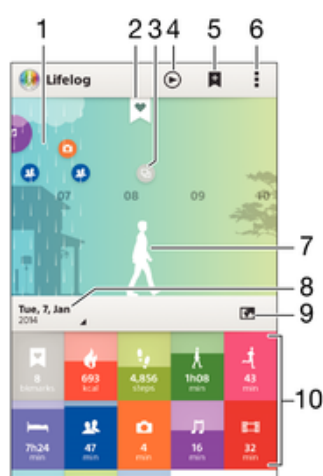 1 2 3 4 5 6
Lifelog
07 08 09 10
7
8
Tue, 7, Jan
2014
9
8 693 4,856 1h08 43
bookmarks kcal steps min min
10
7h24 47 4 16 32
min min min min min